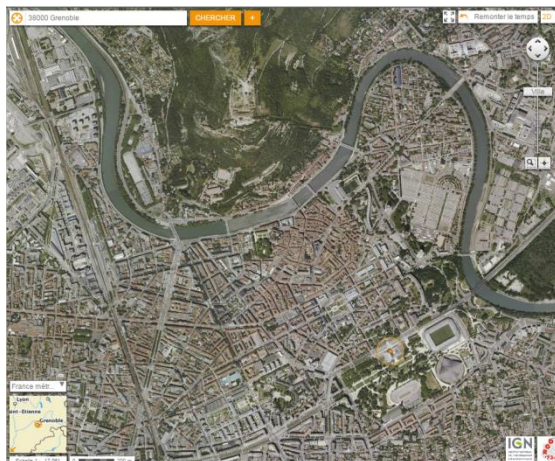 38000 Grenoble
CHERCHER
+
Remonter le temps
2D
Ville
+
France métr...
Lyon
Grenoble
IGN